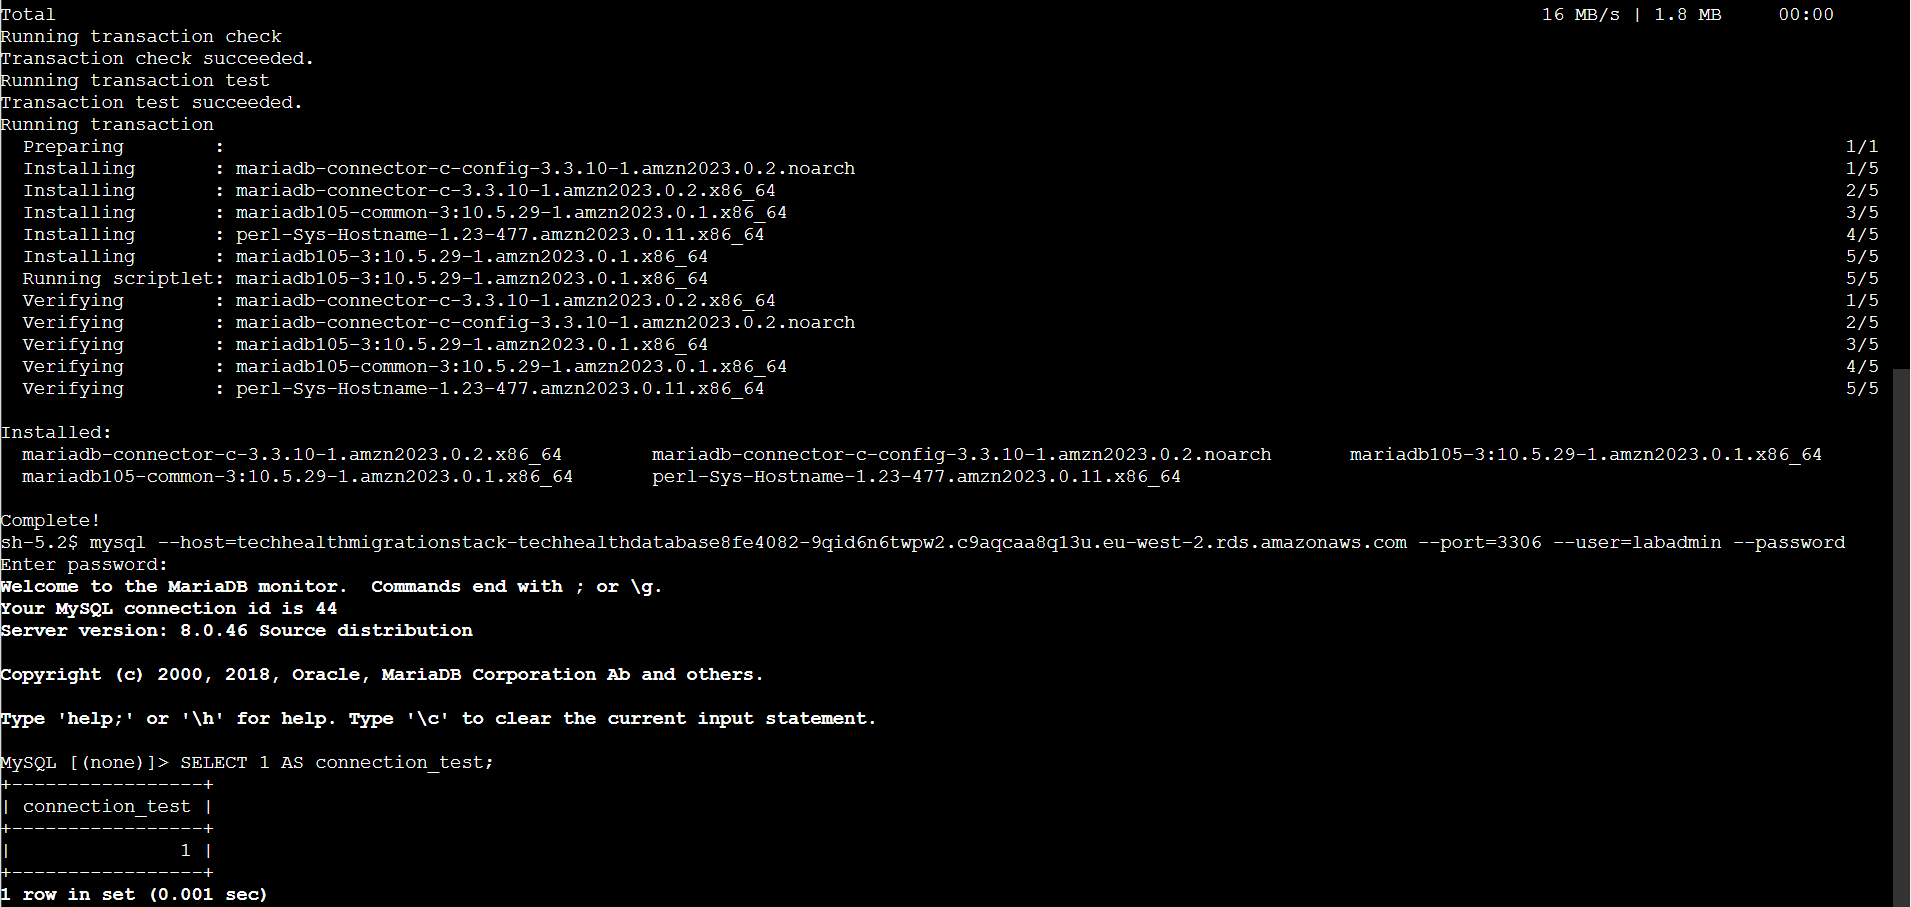 Total 16 MB/s | 1.8 MB 00:00
Running transaction check
Transaction check succeeded.
Running transaction test
Transaction test succeeded.
Running transaction
  Preparing        : 1/1
  Installing       : mariadb-connector-c-config-3.3.10-1.amzn2023.0.2.noarch 1/5
  Installing       : mariadb-connector-c-3.3.10-1.amzn2023.0.2.x86_64 2/5
  Installing       : mariadb105-common-3:10.5.29-1.amzn2023.0.1.x86_64 3/5
  Installing       : perl-Sys-Hostname-1.23-477.amzn2023.0.11.x86_64 4/5
  Installing       : mariadb105-3:10.5.29-1.amzn2023.0.1.x86_64 5/5
  Running scriptlet: mariadb105-3:10.5.29-1.amzn2023.0.1.x86_64 5/5
  Verifying        : mariadb-connector-c-3.3.10-1.amzn2023.0.2.x86_64 1/5
  Verifying        : mariadb-connector-c-config-3.3.10-1.amzn2023.0.2.noarch 2/5
  Verifying        : mariadb105-3:10.5.29-1.amzn2023.0.1.x86_64 3/5
  Verifying        : mariadb105-common-3:10.5.29-1.amzn2023.0.1.x86_64 4/5
  Verifying        : perl-Sys-Hostname-1.23-477.amzn2023.0.11.x86_64 5/5
Installed:
  mariadb-connector-c-3.3.10-1.amzn2023.0.2.x86_64 mariadb-connector-c-config-3.3.10-1.amzn2023.0.2.noarch mariadb105-3:10.5.29-1.amzn2023.0.1.x86_64
  mariadb105-common-3:10.5.29-1.amzn2023.0.1.x86_64 perl-Sys-Hostname-1.23-477.amzn2023.0.11.x86_64
Complete!
sh-5.2$ mysql --host=techhealthmigrationstack-techhealthdatabase8fe4082-9qid6n6twpw2.c9aqcaa8q13u.eu-west-2.rds.amazonaws.com --port=3306 --user=labadmin --password
Enter password:
Welcome to the MariaDB monitor.  Commands end with ; or \g.
Your MySQL connection id is 44
Server version: 8.0.46 Source distribution
Copyright (c) 2000, 2018, Oracle, MariaDB Corporation Ab and others.
Type 'help;' or '\h' for help. Type '\c' to clear the current input statement.
MySQL [(none)]> SELECT 1 AS connection_test;
+-----------------+
| connection_test |
+-----------------+
|               1 |
+-----------------+
1 row in set (0.001 sec)